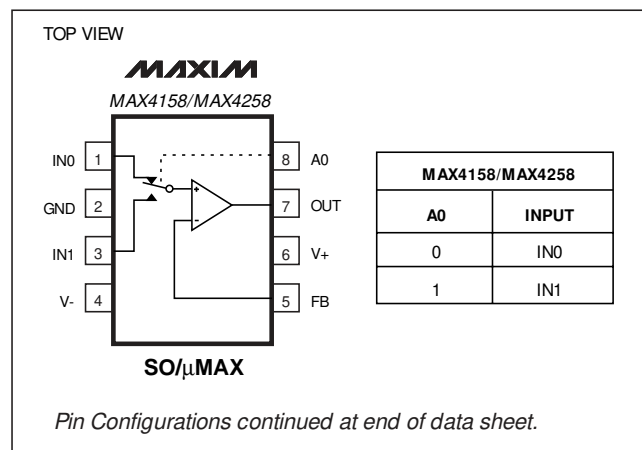 TOP VIEW
MAXIM
MAX4158/MAX4258
IN0 1
GND 2
IN1 3
V- 4
8 A0
7 OUT
6 V+
5 FB
+
-
SO/μMAX
MAX4158/MAX4258
A0 INPUT
0 IN0
1 IN1
Pin Configurations continued at end of data sheet.